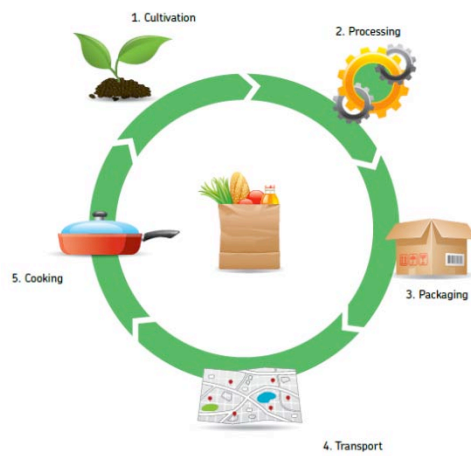 1. Cultivation
2. Processing
3. Packaging
4. Transport
5. Cooking